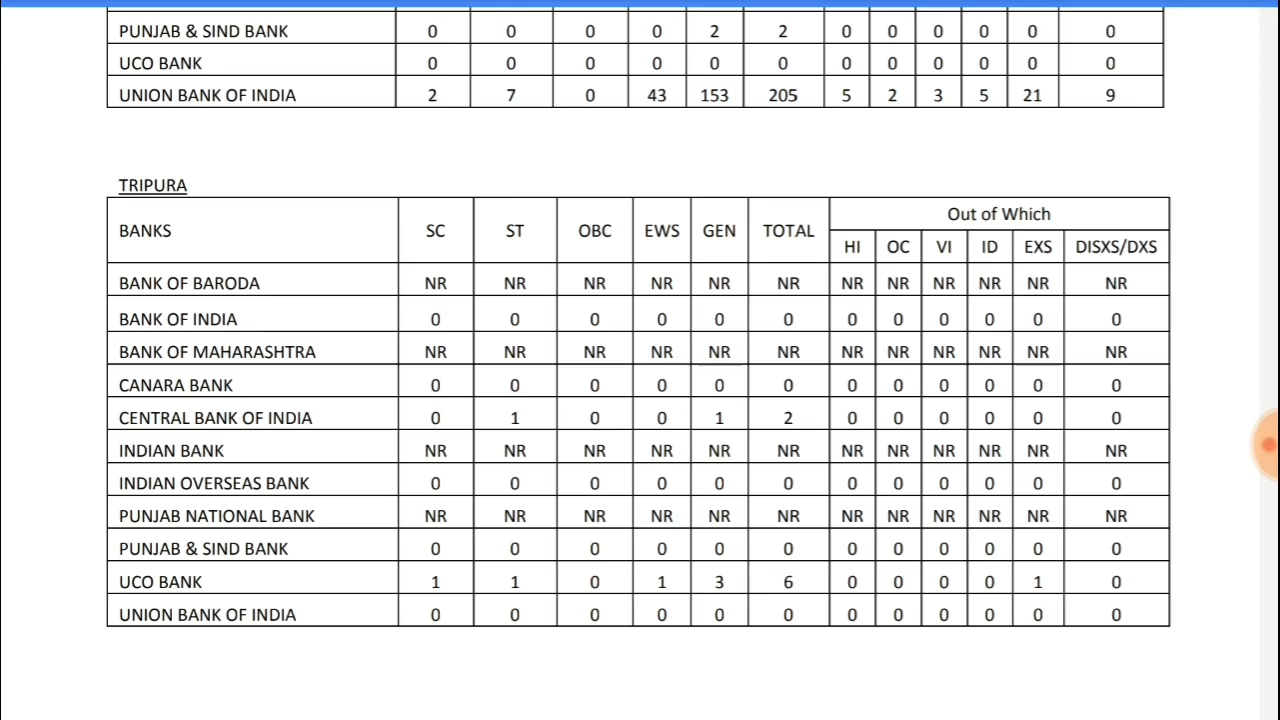 PUNJAB & SIND BANK 0 0 0 0 2 2 0 0 0 0 0 0
UCO BANK 0 0 0 0 0 0 0 0 0 0 0 0
UNION BANK OF INDIA 2 7 0 43 153 205 5 2 3 5 21 9
TRIPURA
BANKS SC ST OBC EWS GEN TOTAL Out of Which
HI OC VI ID EXS DISXS/DXS
BANK OF BARODA NR NR NR NR NR NR NR NR NR NR NR NR
BANK OF INDIA 0 0 0 0 0 0 0 0 0 0 0 0
BANK OF MAHARASHTRA NR NR NR NR NR NR NR NR NR NR NR NR
CANARA BANK 0 0 0 0 0 0 0 0 0 0 0 0
CENTRAL BANK OF INDIA 0 1 0 0 1 2 0 0 0 0 0 0
INDIAN BANK NR NR NR NR NR NR NR NR NR NR NR NR
INDIAN OVERSEAS BANK 0 0 0 0 0 0 0 0 0 0 0 0
PUNJAB NATIONAL BANK NR NR NR NR NR NR NR NR NR NR NR NR
PUNJAB & SIND BANK 0 0 0 0 0 0 0 0 0 0 0 0
UCO BANK 1 1 0 1 3 6 0 0 0 0 1 0
UNION BANK OF INDIA 0 0 0 0 0 0 0 0 0 0 0 0